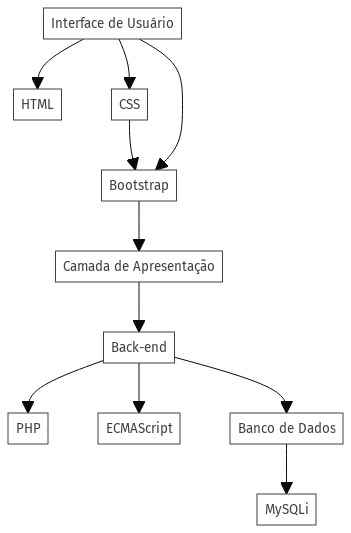 Interface de Usuário
HTML
CSS
Bootstrap
Camada de Apresentação
Back-end
PHP
ECMAScript
Banco de Dados
MySQLi